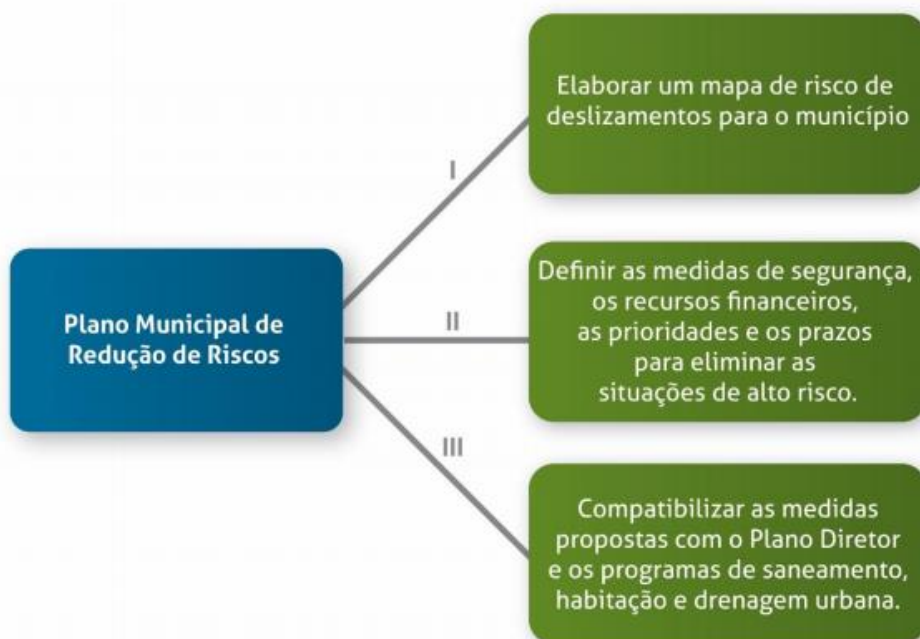 Elaborar um mapa de risco de
deslizamentos para o município
I
Plano Municipal de
Redução de Riscos
II
Definir as medidas de segurança,
os recursos financeiros,
as prioridades e os prazos
para eliminar as
situações de alto risco.
III
Compatibilizar as medidas
propostas com o Plano Diretor
e os programas de saneamento,
habitação e drenagem urbana.